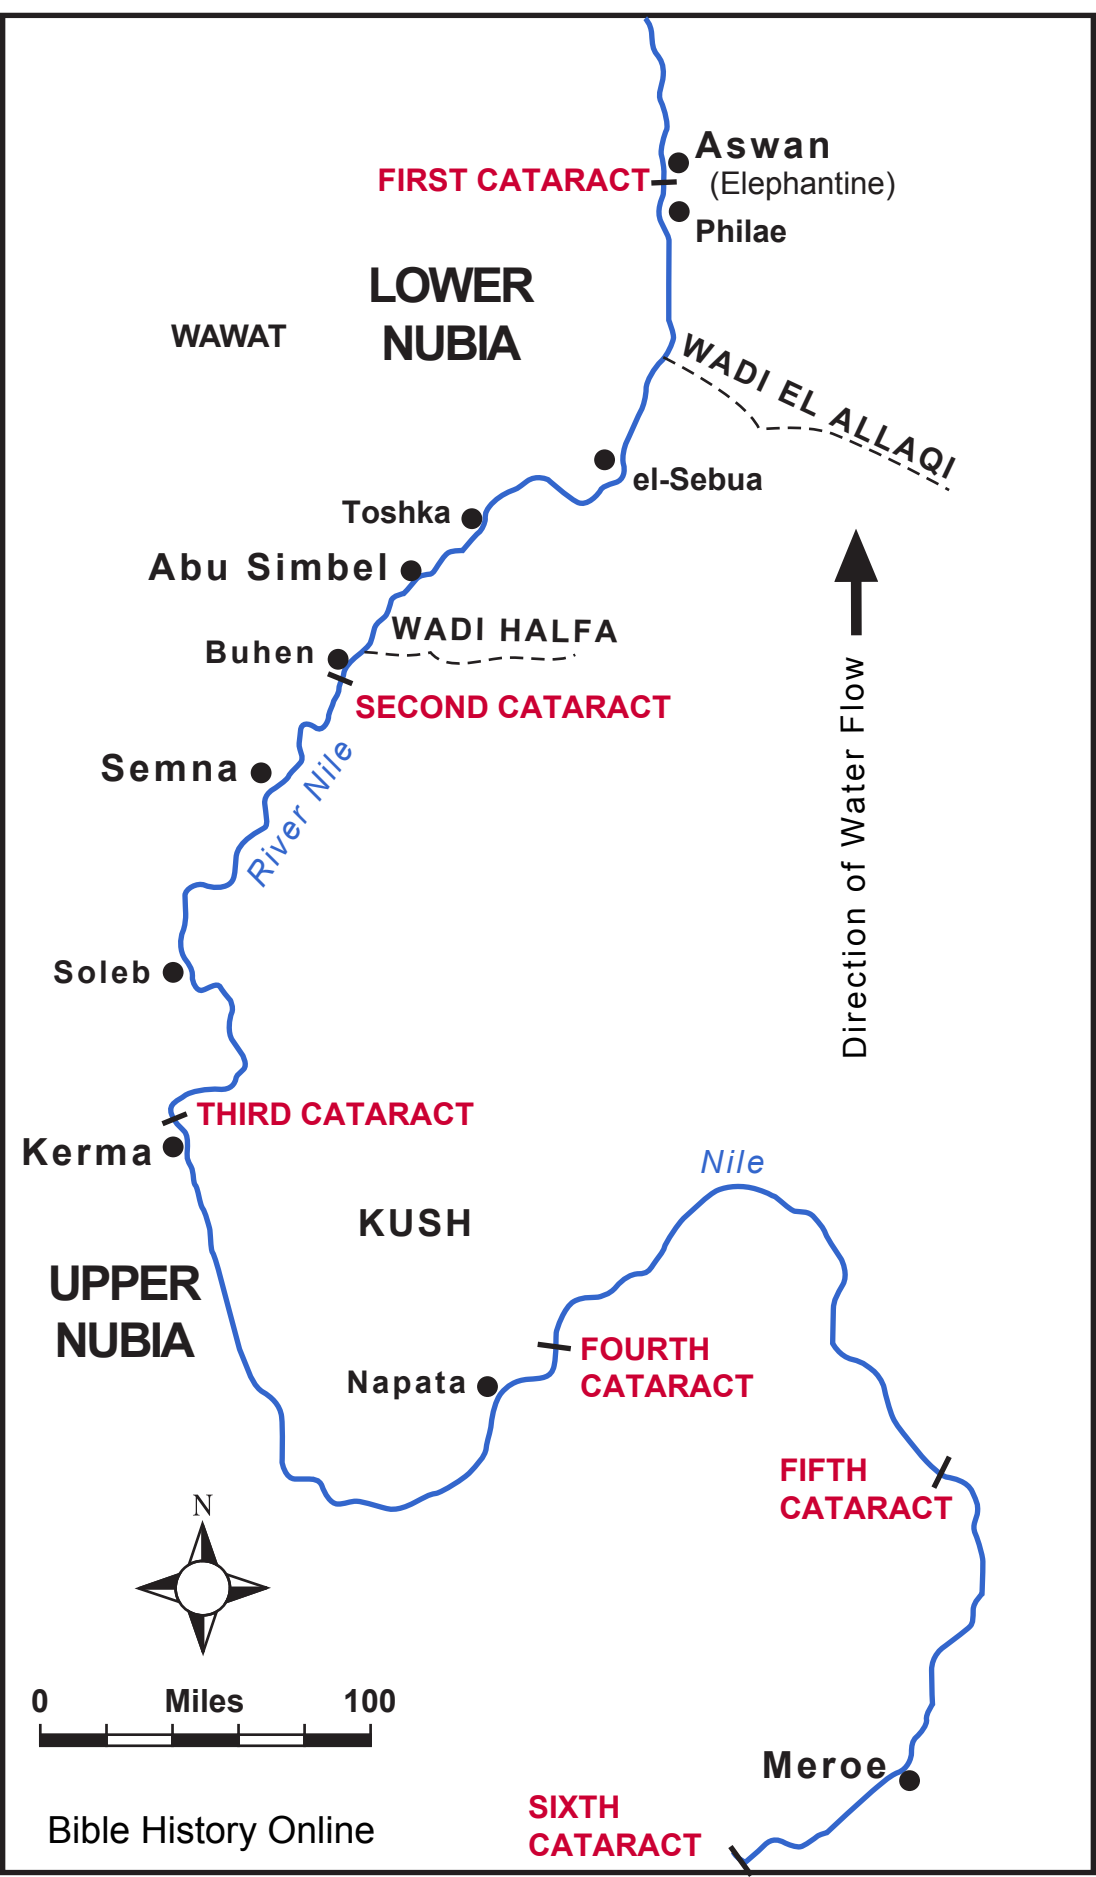 Aswan
FIRST CATARACT
(Elephantine)
Philae
LOWER
NUBIA
WAWAT
WADI EL ALLAQI
el-Sebua
Toshka
Abu Simbel
WADI HALFA
Buhen
SECOND CATARACT
Direction of Water Flow
Semna
River Nile
Soleb
THIRD CATARACT
Kerma
Nile
KUSH
UPPER
NUBIA
FOURTH
CATARACT
Napata
FIFTH
CATARACT
N
0 Miles 100
Meroe
SIXTH
CATARACT
Bible History Online